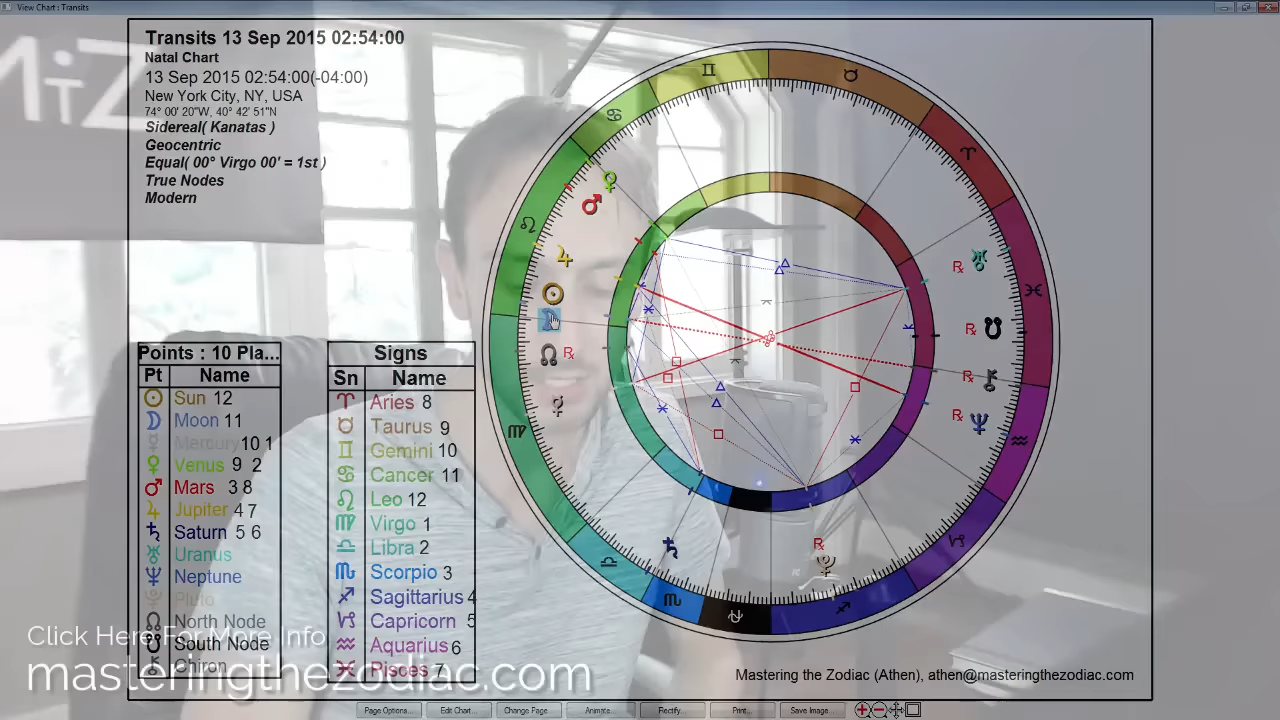 View Chart : Transits
Transits 13 Sep 2015 02:54:00
Natal Chart
13 Sep 2015 02:54:00(-04:00)
New York City, NY, USA
74° 00' 20"W, 40° 42' 51"N
Sidereal( Kanatas )
Geocentric
Equal( 00° Virgo 00' = 1st )
True Nodes
Modern
MiZ
Points : 10 Pla...
Pt Name
Sun 12
Moon 11
Mercury 10 1
Venus 9 2
Mars 3 8
Jupiter 4 7
Saturn 5 6
Uranus
Neptune
Pluto
North Node
South Node
Chiron
Signs
Sn Name
Aries 8
Taurus 9
Gemini 10
Cancer 11
Leo 12
Virgo 1
Libra 2
Scorpio 3
Sagittarius 4
Capricorn 5
Aquarius 6
Pisces 7
Click Here For More Info
masteringthezodiac.com
Mastering the Zodiac (Athen), athen@masteringthezodiac.com
Page Options... Edit Chart... Change Page Animate... Rectify... Print... Save Image...